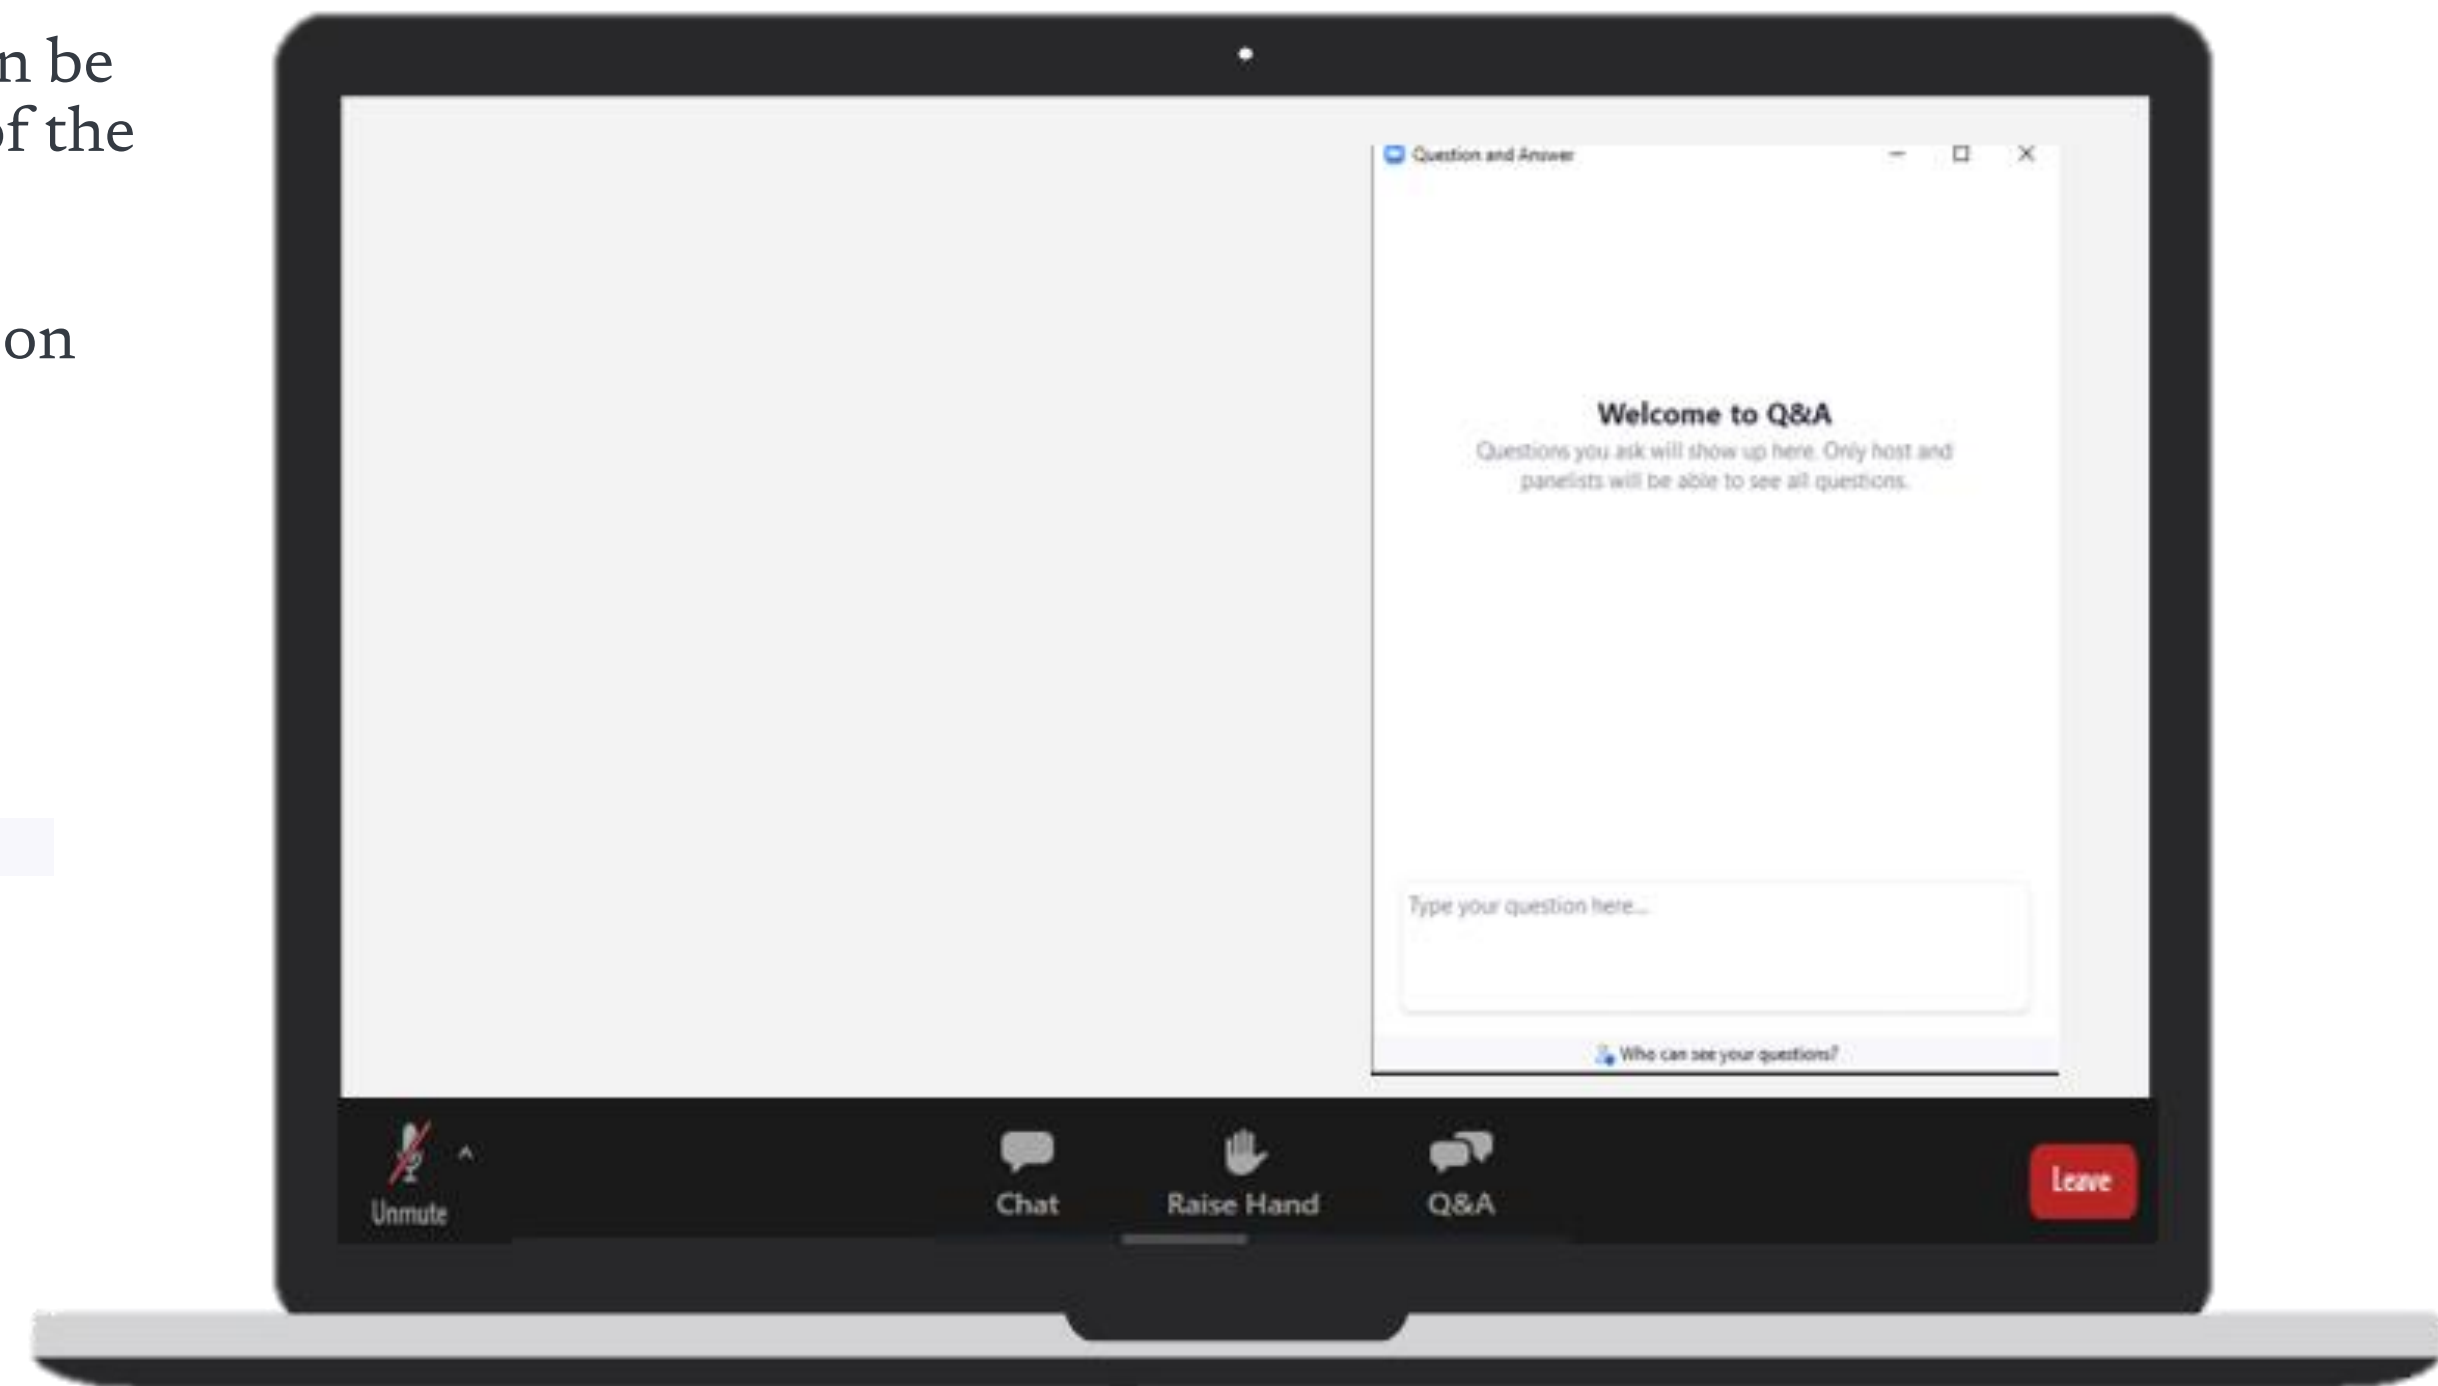 n be
of the
on
Question and Answer
Welcome to Q&A
Questions you ask will show up here. Only host and
panelists will be able to see all questions.
Type your question here...
Who can see your questions?
Unmute
Chat
Raise Hand
Q&A
Leave